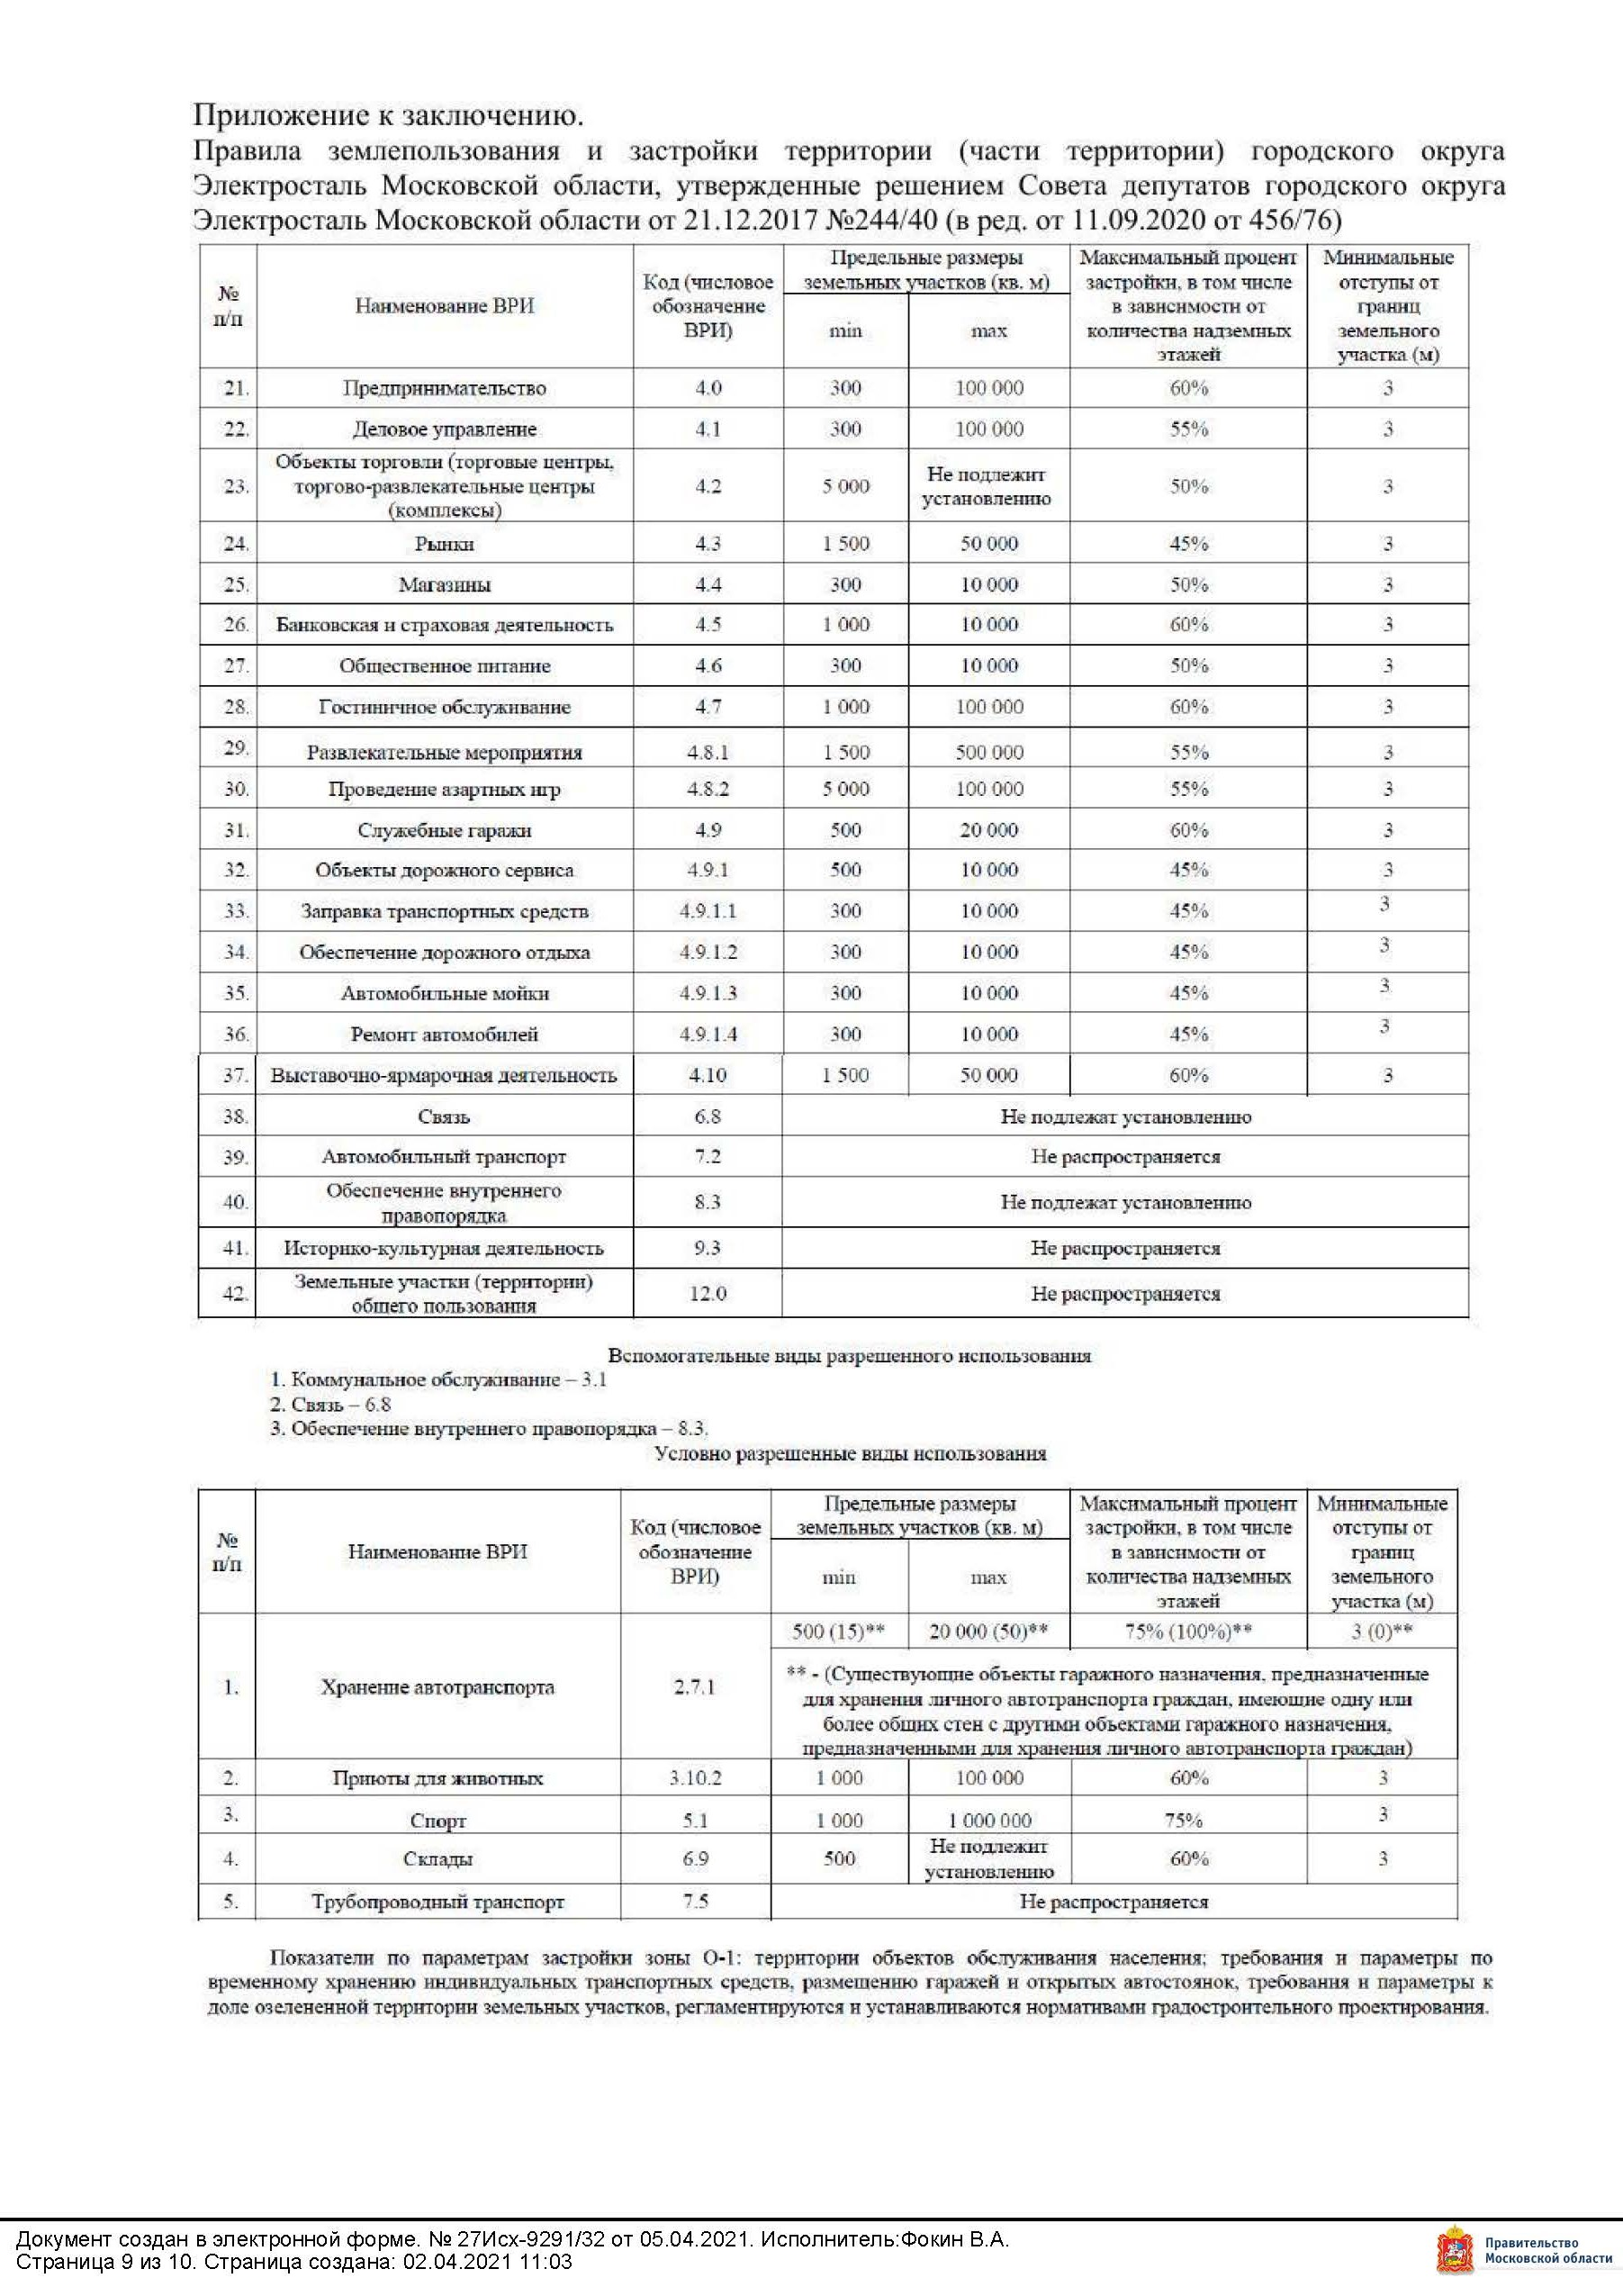 Приложение к заключению.
Правила землепользования и застройки территории (части территории) городского округа
Электросталь Московской области, утвержденные решением Совета депутатов городского округа
Электросталь Московской области от 21.12.2017 №244/40 (в ред. от 11.09.2020 от 456/76)
№ п/п Наименование ВРИ Код (числовое обозначение ВРИ) Предельные размеры земельных участков (кв. м) min max Максимальный процент застройки, в том числе в зависимости от количества надземных этажей Минимальные отступы от границ земельного участка (м)
21. Предпринимательство 4.0 300 100 000 60% 3
22. Деловое управление 4.1 300 100 000 55% 3
23. Объекты торговли (торговые центры, торгово-развлекательные центры (комплексы) 4.2 5 000 Не подлежит установлению 50% 3
24. Рынки 4.3 1 500 50 000 45% 3
25. Магазины 4.4 300 10 000 50% 3
26. Банковская и страховая деятельность 4.5 1 000 10 000 60% 3
27. Общественное питание 4.6 300 10 000 50% 3
28. Гостиничное обслуживание 4.7 1 000 100 000 60% 3
29. Развлекательные мероприятия 4.8.1 1 500 500 000 55% 3
30. Проведение азартных игр 4.8.2 5 000 100 000 55% 3
31. Служебные гаражи 4.9 500 20 000 60% 3
32. Объекты дорожного сервиса 4.9.1 500 10 000 45% 3
33. Заправка транспортных средств 4.9.1.1 300 10 000 45% 3
34. Обеспечение дорожного отдыха 4.9.1.2 300 10 000 45% 3
35. Автомобильные мойки 4.9.1.3 300 10 000 45% 3
36. Ремонт автомобилей 4.9.1.4 300 10 000 45% 3
37. Выставочно-ярмарочная деятельность 4.10 1 500 50 000 60% 3
38. Связь 6.8 Не подлежат установлению
39. Автомобильный транспорт 7.2 Не распространяется
40. Обеспечение внутреннего правопорядка 8.3 Не подлежат установлению
41. Историко-культурная деятельность 9.3 Не распространяется
42. Земельные участки (территории) общего пользования 12.0 Не распространяется
Вспомогательные виды разрешенного использования
1. Коммунальное обслуживание – 3.1
2. Связь – 6.8
3. Обеспечение внутреннего правопорядка – 8.3.
Условно разрешенные виды использования
№ п/п Наименование ВРИ Код (числовое обозначение ВРИ) Предельные размеры земельных участков (кв. м) min max Максимальный процент застройки, в том числе в зависимости от количества надземных этажей Минимальные отступы от границ земельного участка (м)
1. Хранение автотранспорта 2.7.1 500 (15)** 20 000 (50)** 75% (100%)** 3 (0)**
** - (Существующие объекты гаражного назначения, предназначенные
для хранения личного автотранспорта граждан, имеющие одну или
более общих стен с другими объектами гаражного назначения,
предназначенными для хранения личного автотранспорта граждан)
2. Приюты для животных 3.10.2 1 000 100 000 60% 3
3. Спорт 5.1 1 000 1 000 000 75% 3
4. Склады 6.9 500 Не подлежит установлению 60% 3
5. Трубопроводный транспорт 7.5 Не распространяется
Показатели по параметрам застройки зоны О-1: территории объектов обслуживания населения; требования и параметры по
временному хранению индивидуальных транспортных средств, размещению гаражей и открытых автостоянок, требования и параметры к
доле озелененной территории земельных участков, регламентируются и устанавливаются нормативами градостроительного проектирования.
Документ создан в электронной форме. № 27Исх-9291/32 от 05.04.2021. Исполнитель:Фокин В.А.
Страница 9 из 10. Страница создана: 02.04.2021 11:03
Правительство
Московской области